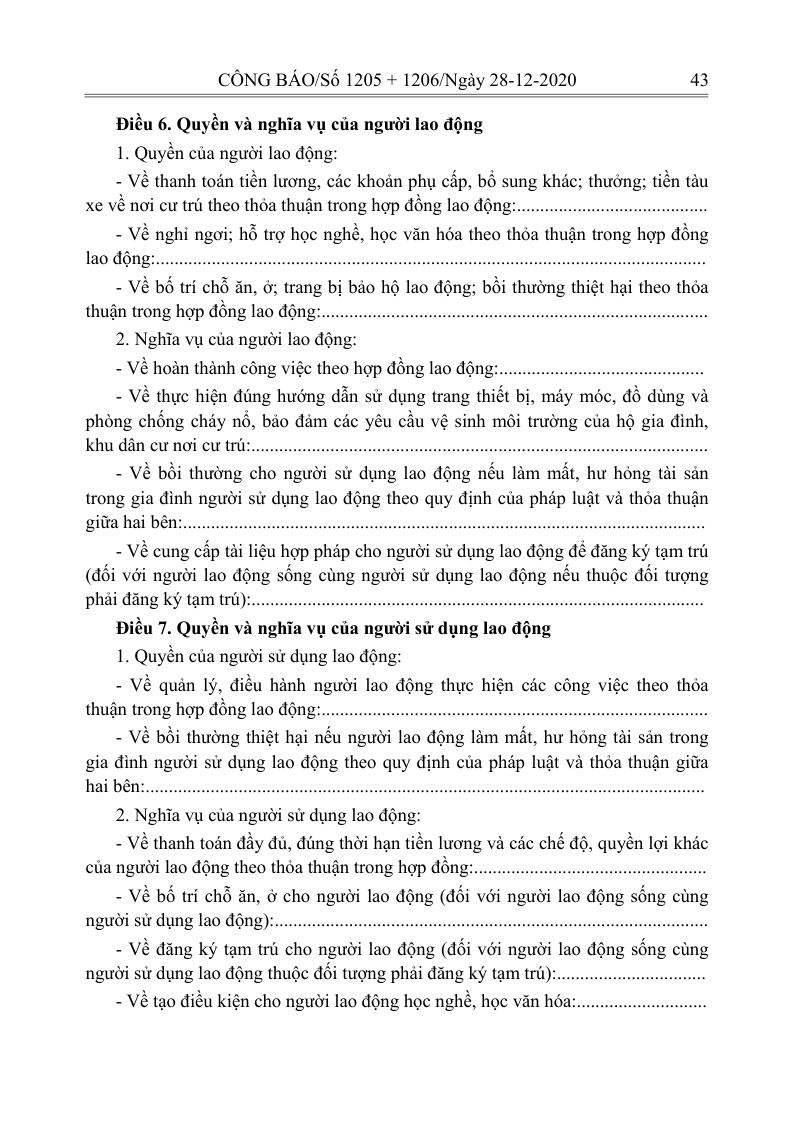 CÔNG BÁO/Số 1205 + 1206/Ngày 28-12-2020 43
Điều 6. Quyền và nghĩa vụ của người lao động
1. Quyền của người lao động:
- Về thanh toán tiền lương, các khoản phụ cấp, bổ sung khác; thưởng; tiền tàu
xe về nơi cư trú theo thỏa thuận trong hợp đồng lao động:.........................................
- Về nghỉ ngơi; hỗ trợ học nghề, học văn hóa theo thỏa thuận trong hợp đồng
lao động:.......................................................................................................................
- Về bố trí chỗ ăn, ở; trang bị bảo hộ lao động; bồi thường thiệt hại theo thỏa
thuận trong hợp đồng lao động:...................................................................................
2. Nghĩa vụ của người lao động:
- Về hoàn thành công việc theo hợp đồng lao động:............................................
- Về thực hiện đúng hướng dẫn sử dụng trang thiết bị, máy móc, đồ dùng và
phòng chống cháy nổ, bảo đảm các yêu cầu vệ sinh môi trường của hộ gia đình,
khu dân cư nơi cư trú:..................................................................................................
- Về bồi thường cho người sử dụng lao động nếu làm mất, hư hỏng tài sản
trong gia đình người sử dụng lao động theo quy định của pháp luật và thỏa thuận
giữa hai bên:................................................................................................................
- Về cung cấp tài liệu hợp pháp cho người sử dụng lao động để đăng ký tạm trú
(đối với người lao động sống cùng người sử dụng lao động nếu thuộc đối tượng
phải đăng ký tạm trú):.................................................................................................
Điều 7. Quyền và nghĩa vụ của người sử dụng lao động
1. Quyền của người sử dụng lao động:
- Về quản lý, điều hành người lao động thực hiện các công việc theo thỏa
thuận trong hợp đồng lao động:...................................................................................
- Về bồi thường thiệt hại nếu người lao động làm mất, hư hỏng tài sản trong
gia đình người sử dụng lao động theo quy định của pháp luật và thỏa thuận giữa
hai bên:........................................................................................................................
2. Nghĩa vụ của người sử dụng lao động:
- Về thanh toán đầy đủ, đúng thời hạn tiền lương và các chế độ, quyền lợi khác
của người lao động theo thỏa thuận trong hợp đồng:..................................................
- Về bố trí chỗ ăn, ở cho người lao động (đối với người lao động sống cùng
người sử dụng lao động):.............................................................................................
- Về đăng ký tạm trú cho người lao động (đối với người lao động sống cùng
người sử dụng lao động thuộc đối tượng phải đăng ký tạm trú):................................
- Về tạo điều kiện cho người lao động học nghề, học văn hóa:............................